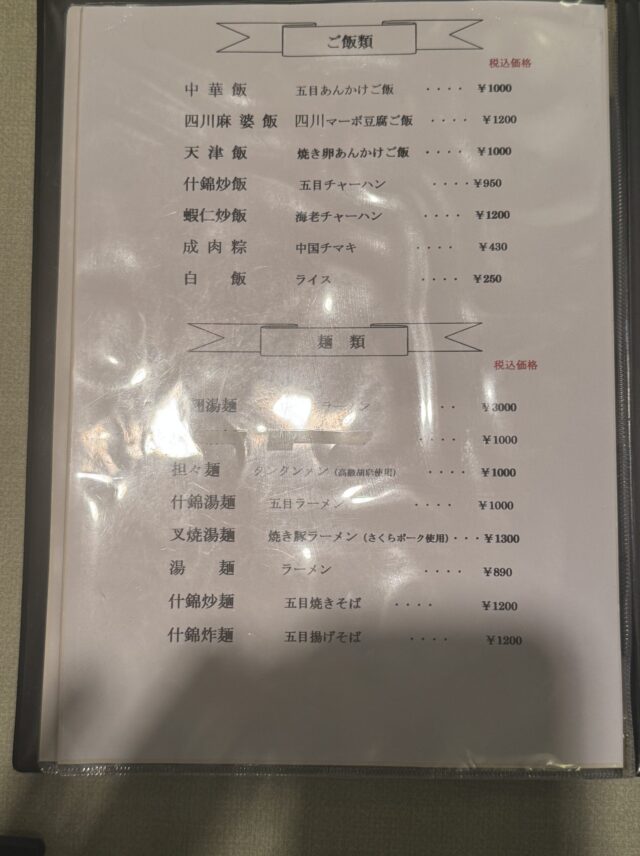 ご飯類
税込価格
中華飯 五目あんかけご飯 ・・・・ ¥1000
四川麻婆飯 四川マーボ豆腐ご飯 ・・・・ ¥1200
天津飯 焼き卵あんかけご飯 ・・・・ ¥1000
什錦炒飯 五目チャーハン ・・・・ ¥950
蝦仁炒飯 海老チャーハン ・・・・ ¥1200
成肉粽 中国チマキ ・・・・ ¥430
白飯 ライス ・・・・ ¥250
麺類
税込価格
湯麺 ラーメン ・・ ¥3000
・・・・ ¥1000
担々麺 タンタンメン (高級胡麻使用) ・・・・ ¥1000
什錦湯麺 五目ラーメン ・・・・ ¥1000
叉焼湯麺 焼き豚ラーメン (さくらポーク使用) ・・・ ¥1300
湯麺 ラーメン ・・・・ ¥890
什錦炒麺 五目焼きそば ・・・・ ¥1200
什錦炸麺 五目揚げそば ・・・・ ¥1200